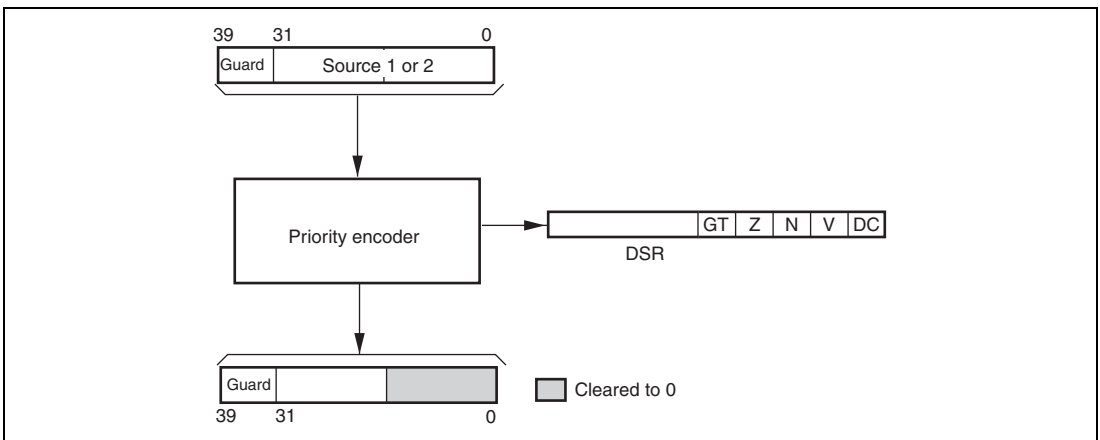 39 31 0
Guard Source 1 or 2
Priority encoder
GT Z N V DC
DSR
Guard
Cleared to 0
39 31 0